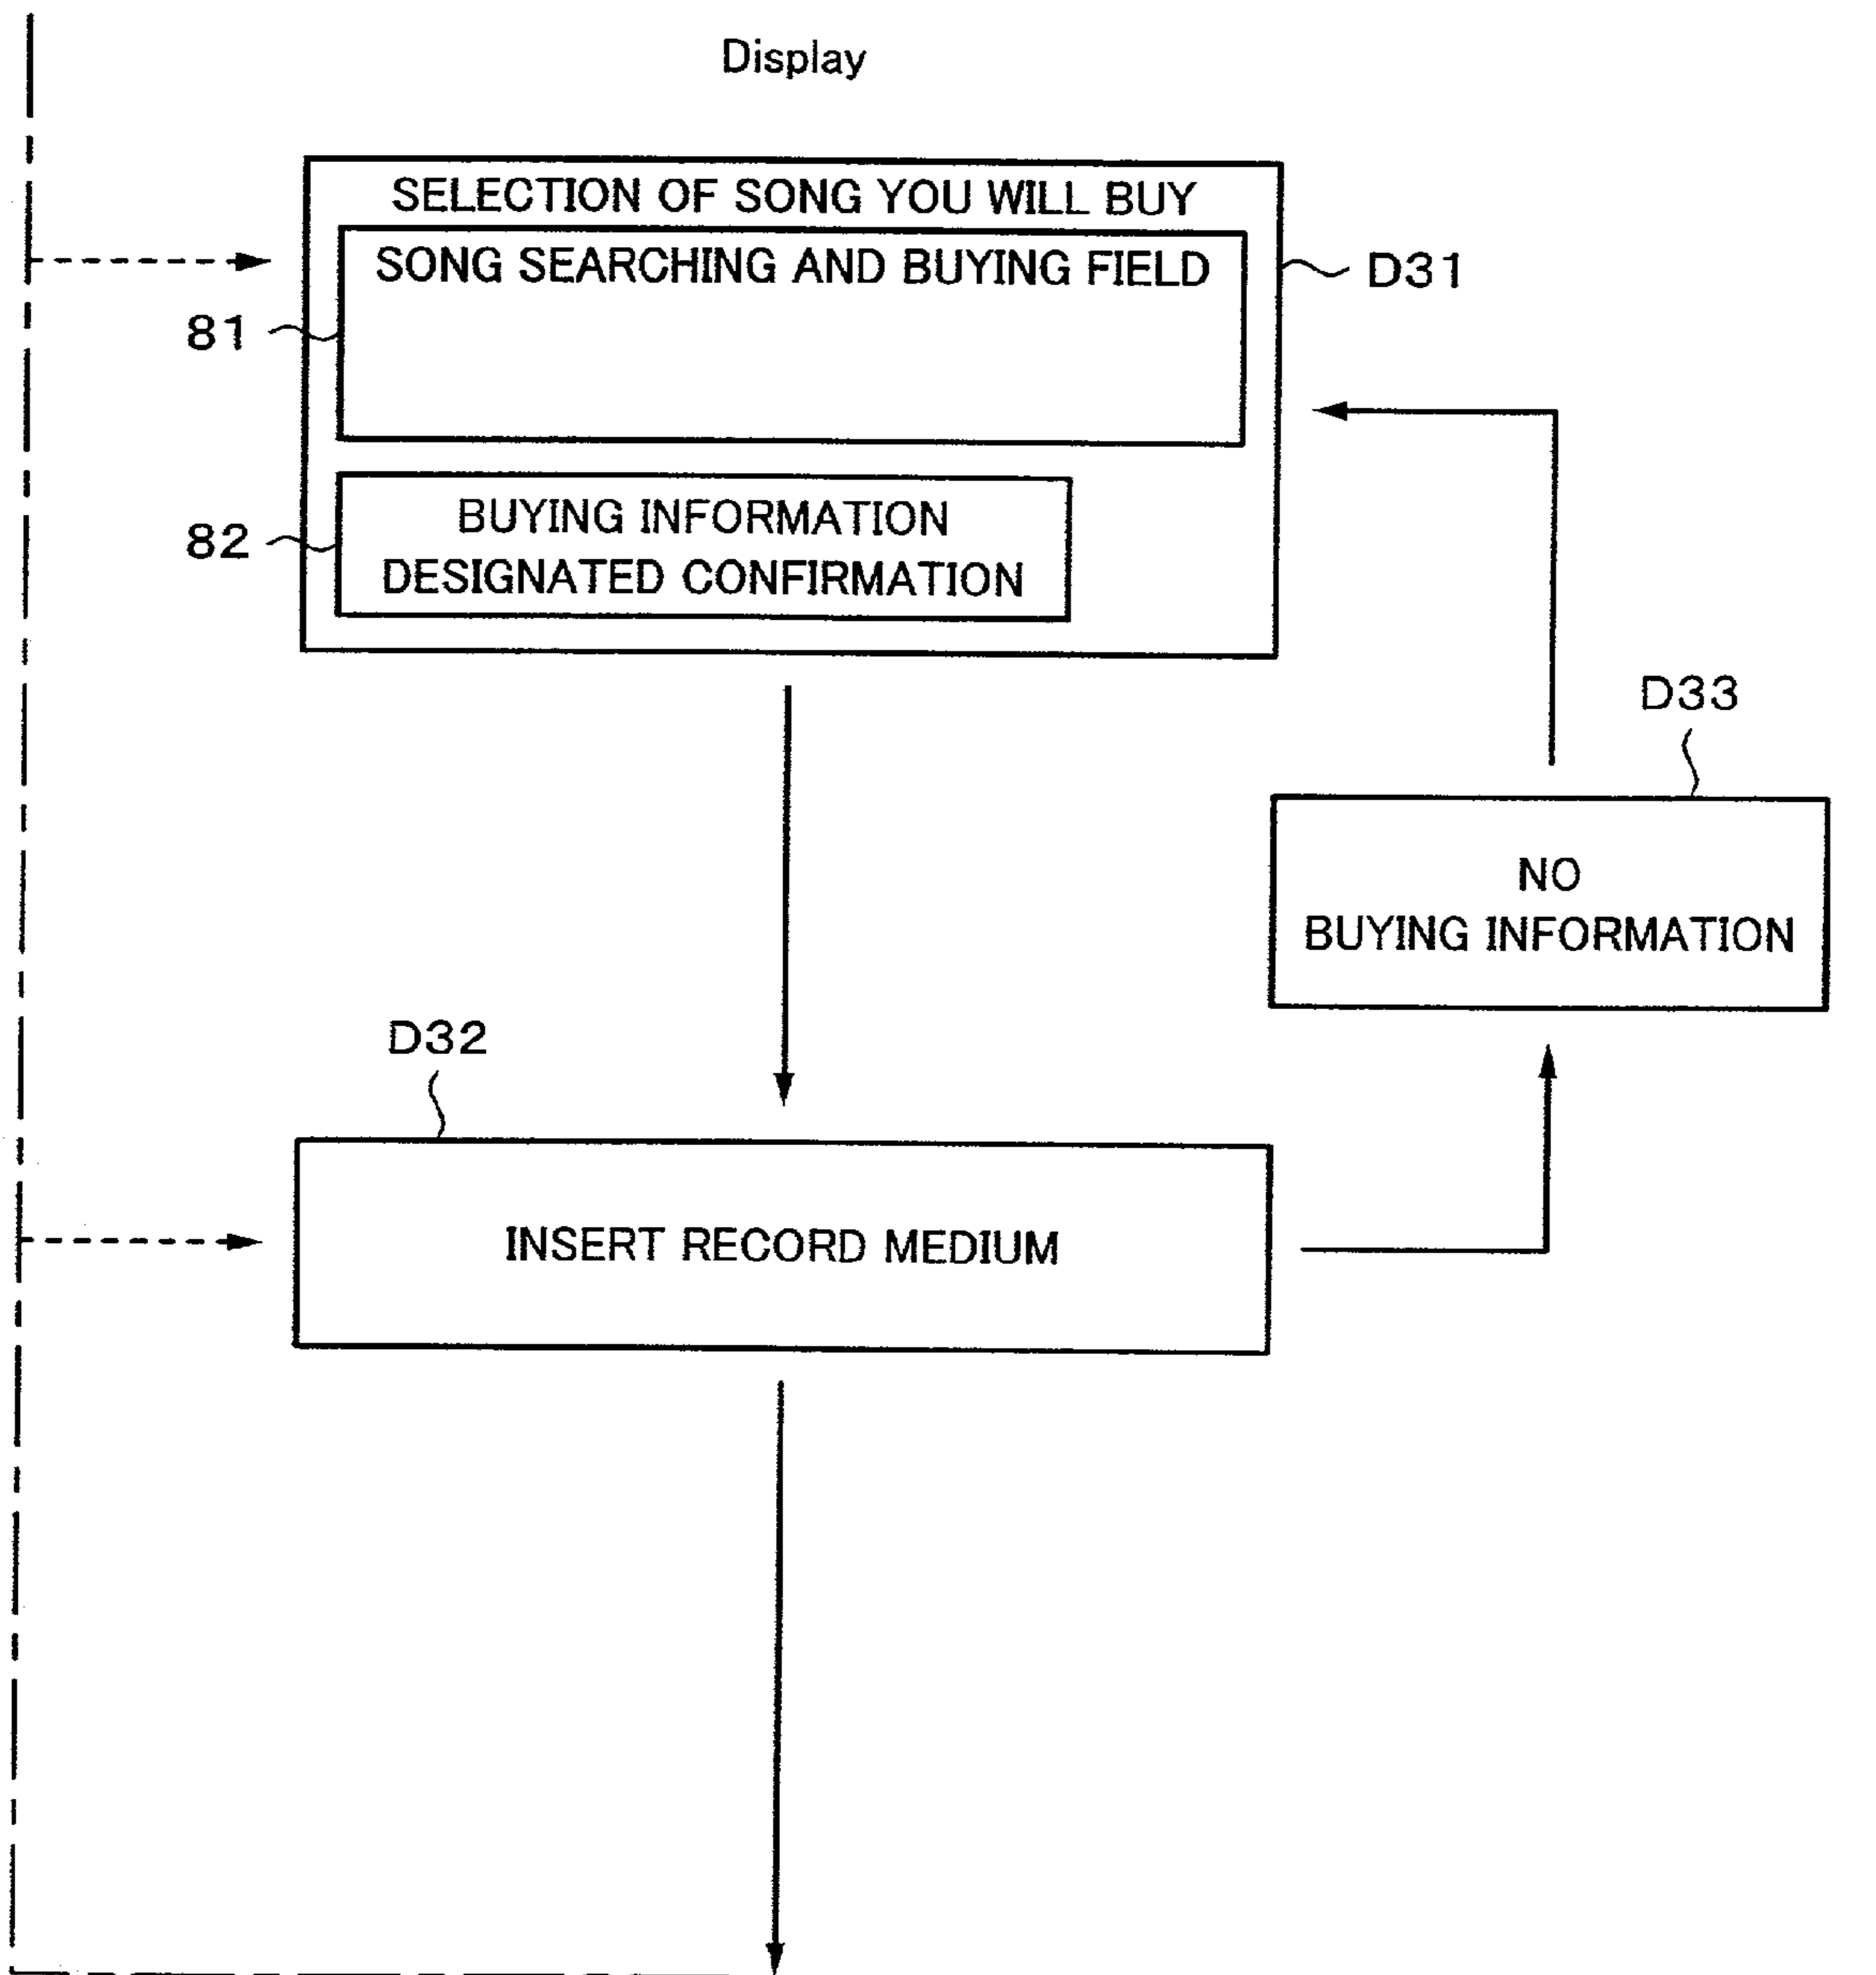 Display
SELECTION OF SONG YOU WILL BUY
SONG SEARCHING AND BUYING FIELD
D31
81
82
BUYING INFORMATION
DESIGNATED CONFIRMATION
D33
NO
BUYING INFORMATION
D32
INSERT RECORD MEDIUM